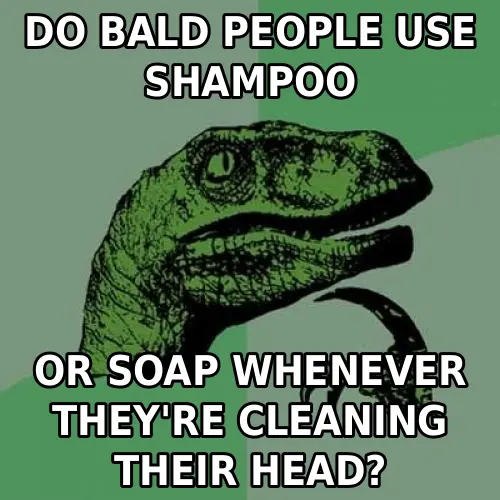 DO BALD PEOPLE USE
SHAMPOO
OR SOAP WHENEVER
THEY'RE CLEANING
THEIR HEAD?